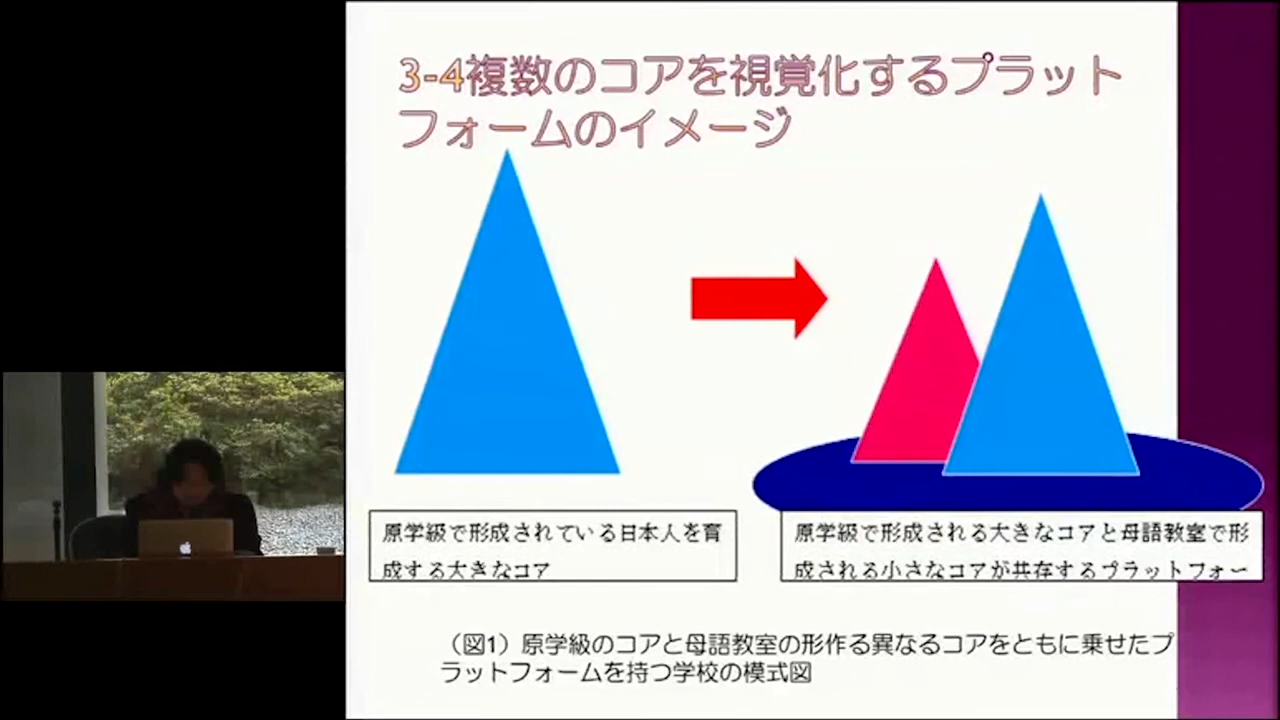 3-4複数のコアを視覚化するプラット
フォームのイメージ
原学級で形成されている日本人を育
成する大きなコア
原学級で形成される大きなコアと母語教室で形
成される小さなコアが共存するプラットフォー
（図1）原学級のコアと母語教室の形作る異なるコアをともに乗せたプ
ラットフォームを持つ学校の模式図